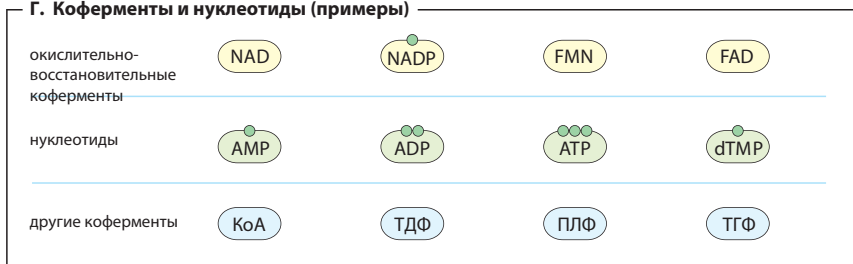 Г. Коферменты и нуклеотиды (примеры)
окислительно-
восстановительные
коферменты
NAD NADP FMN FAD
нуклеотиды
AMP ADP ATP dTMP
другие коферменты
КоА ТДФ ПЛФ ТГФ